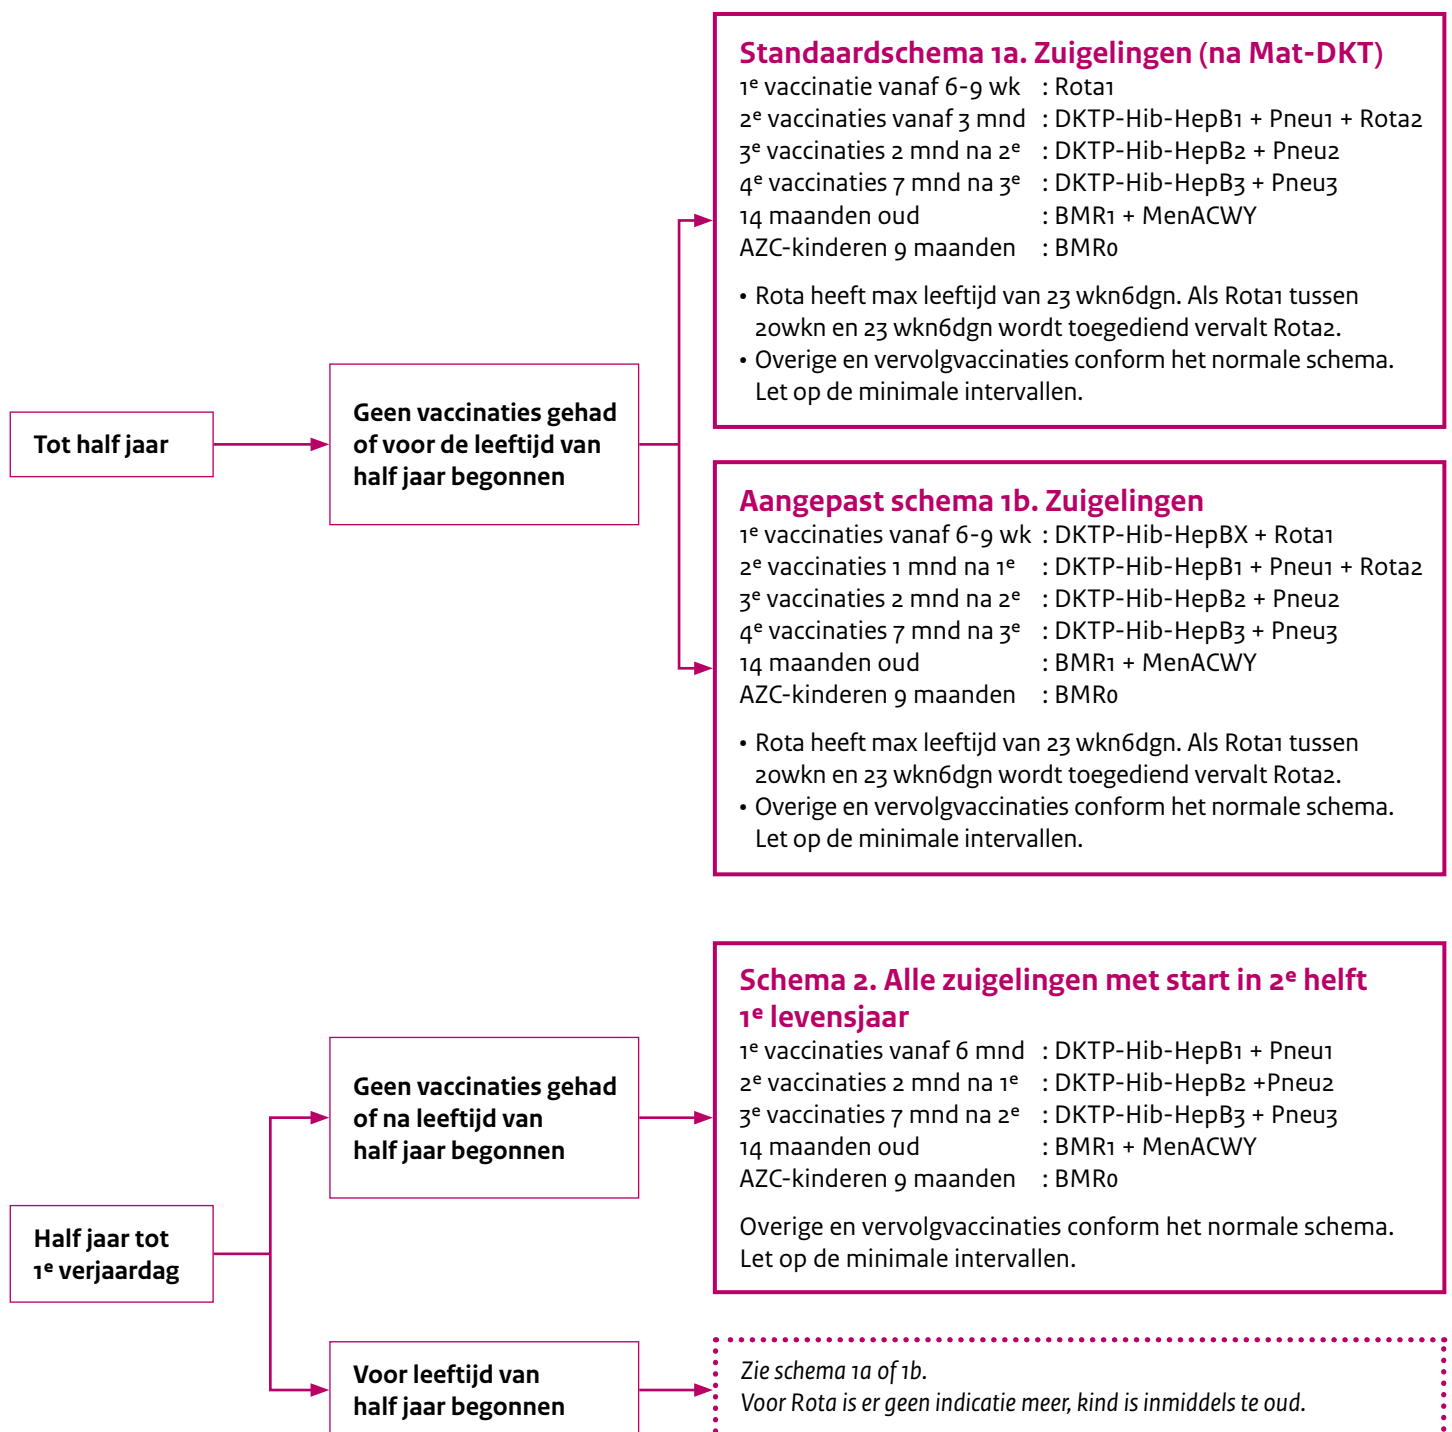 Tot half jaar
Geen vaccinaties gehad
of voor de leeftijd van
half jaar begonnen
Standaardschema 1a. Zuigelingen (na Mat-DKT)
1ᵉ vaccinatie vanaf 6-9 wk : Rota1
2ᵉ vaccinaties vanaf 3 mnd : DKTP-Hib-HepB1 + Pneu1 + Rota2
3ᵉ vaccinaties 2 mnd na 2ᵉ : DKTP-Hib-HepB2 + Pneu2
4ᵉ vaccinaties 7 mnd na 3ᵉ : DKTP-Hib-HepB3 + Pneu3
14 maanden oud : BMR1 + MenACWY
AZC-kinderen 9 maanden : BMR0
• Rota heeft max leeftijd van 23 wkn6dgn. Als Rota1 tussen
20wkn en 23 wkn6dgn wordt toegediend vervalt Rota2.
• Overige en vervolgvaccinaties conform het normale schema.
Let op de minimale intervallen.
Aangepast schema 1b. Zuigelingen
1ᵉ vaccinaties vanaf 6-9 wk : DKTP-Hib-HepBX + Rota1
2ᵉ vaccinaties 1 mnd na 1ᵉ : DKTP-Hib-HepB1 + Pneu1 + Rota2
3ᵉ vaccinaties 2 mnd na 2ᵉ : DKTP-Hib-HepB2 + Pneu2
4ᵉ vaccinaties 7 mnd na 3ᵉ : DKTP-Hib-HepB3 + Pneu3
14 maanden oud : BMR1 + MenACWY
AZC-kinderen 9 maanden : BMR0
• Rota heeft max leeftijd van 23 wkn6dgn. Als Rota1 tussen
20wkn en 23 wkn6dgn wordt toegediend vervalt Rota2.
• Overige en vervolgvaccinaties conform het normale schema.
Let op de minimale intervallen.
Half jaar tot
1ᵉ verjaardag
Geen vaccinaties gehad
of na leeftijd van
half jaar begonnen
Schema 2. Alle zuigelingen met start in 2ᵉ helft
1ᵉ levensjaar
1ᵉ vaccinaties vanaf 6 mnd : DKTP-Hib-HepB1 + Pneu1
2ᵉ vaccinaties 2 mnd na 1ᵉ : DKTP-Hib-HepB2 +Pneu2
3ᵉ vaccinaties 7 mnd na 2ᵉ : DKTP-Hib-HepB3 + Pneu3
14 maanden oud : BMR1 + MenACWY
AZC-kinderen 9 maanden : BMR0
Overige en vervolgvaccinaties conform het normale schema.
Let op de minimale intervallen.
Voor leeftijd van
half jaar begonnen
Zie schema 1a of 1b.
Voor Rota is er geen indicatie meer, kind is inmiddels te oud.